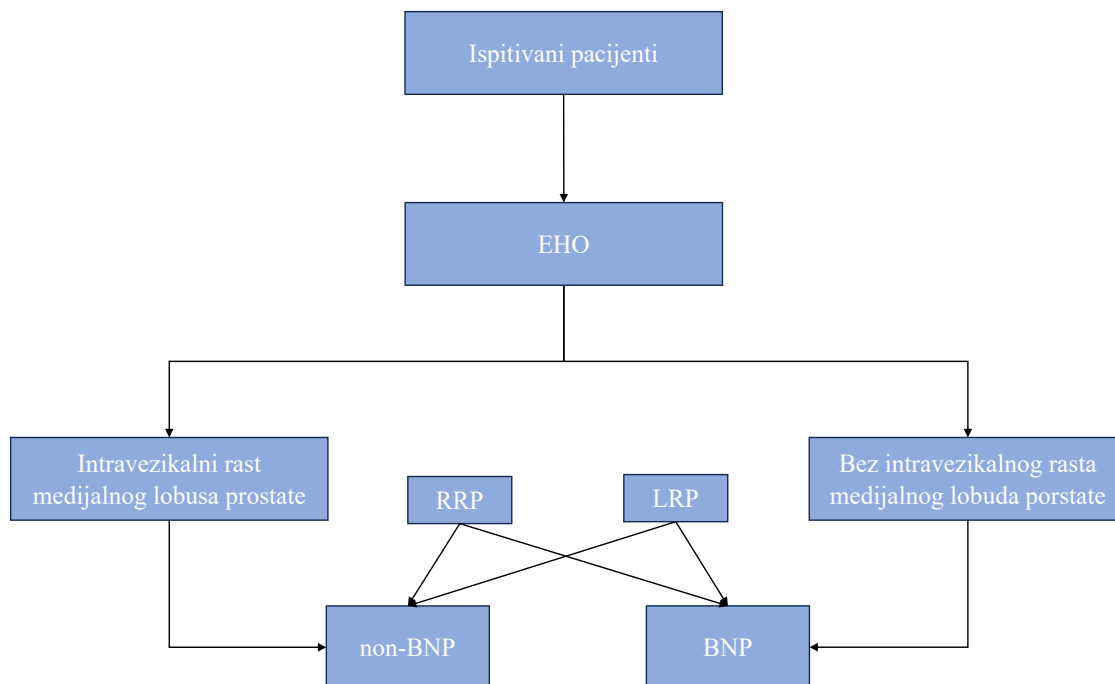 Ispitivani pacijenti
EHO
Intravezikalni rast
medijalnog lobusa prostate
Bez intravezikalnog rasta
medijalnog lobuda porstate
RRP
LRP
non-BNP
BNP